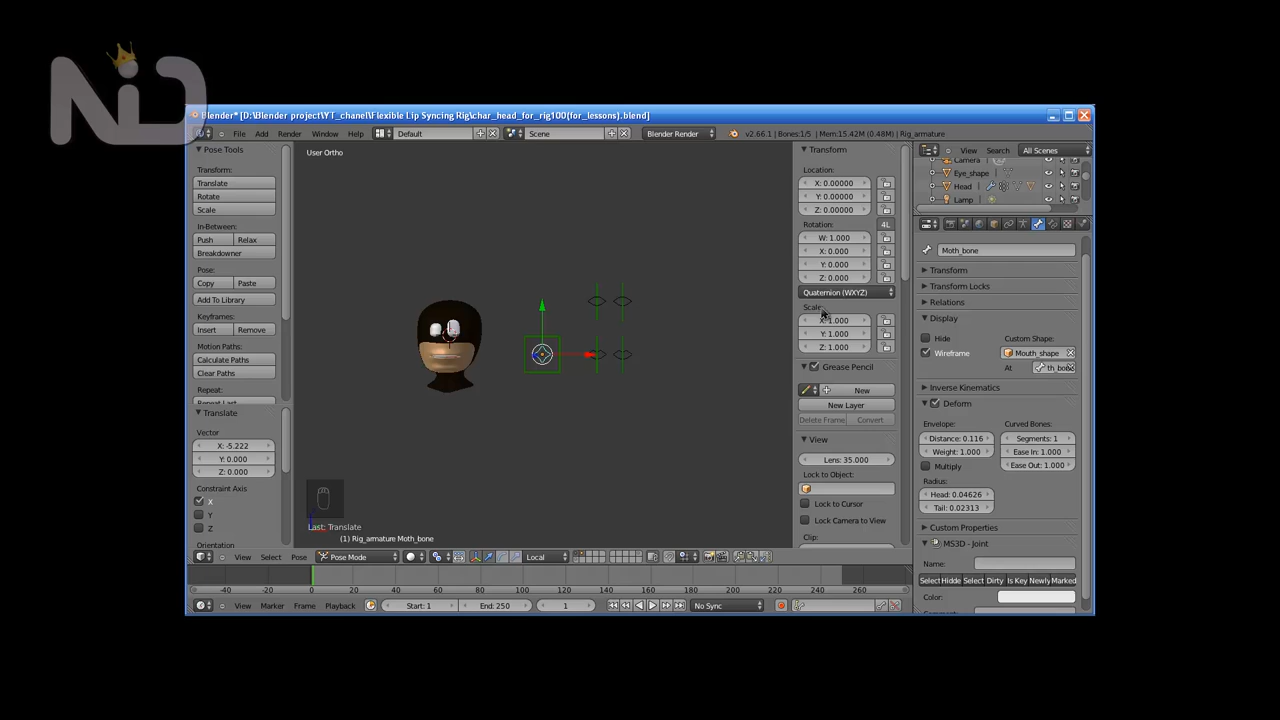 NiD
Blender* [D:\Blender project\YT_chanel\Flexible Lip Syncing Rig\char_head_for_rig100(for_lessons).blend]
File Add Render Window Help Default Scene Blender Render v2.66.1 | Bones:1/5 | Mem:15.42M (0.48M) | Rig_armature
Pose Tools
Transform:
Translate
Rotate
Scale
In-Between:
Push Relax
Breakdowner
Pose:
Copy Paste
Add To Library
Keyframes:
Insert Remove
Motion Paths:
Calculate Paths
Clear Paths
Repeat:
Repeat Last
Translate
Vector
X: -5.222
Y: 0.000
Z: 0.000
Constraint Axis
X
Y
Z
Orientation
User Ortho
Last: Translate
(1) Rig_armature Moth_bone
View Select Pose Pose Mode Local
Transform
Location:
X: 0.00000
Y: 0.00000
Z: 0.00000
Rotation:
4L
W: 1.000
X: 0.000
Y: 0.000
Z: 0.000
Quaternion (WXYZ)
Scale:
X: 1.000
Y: 1.000
Z: 1.000
Grease Pencil
New
New Layer
Delete Frame Convert
View
Lens: 35.000
Lock to Object:
Lock to Cursor
Lock Camera to View
Clip:
View Search All Scenes
Camera
Eye_shape
Head
Lamp
Moth_bone
Transform
Transform Locks
Relations
Display
Hide Custom Shape:
Wireframe Mouth_shape
At
Inverse Kinematics
Deform
Envelope: Curved Bones:
Distance: 0.116 Segments: 1
Weight: 1.000 Ease In: 1.000
Multiply Ease Out: 1.000
Radius:
Head: 0.04626
Tail: 0.02313
Custom Properties
MS3D - Joint
Name:
Select Hidde Select Dirty Is Key Newly Marked
Color:
-40 -20 0 20 40 60 80 100 120 140 160 180 200 220 240 260
View Marker Frame Playback Start: 1 End: 250 1 No Sync